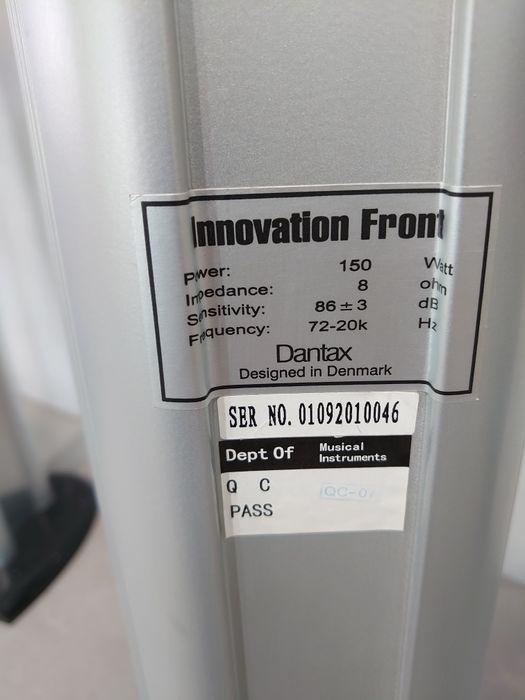 Innovation Front
Power: 150 Watt
Impedance: 8 ohm
Sensitivity: 86 ± 3 dB
Frequency: 72-20k Hz
Dantax
Designed in Denmark
SER NO. 01092010046
Dept Of Musical Instruments
Q C
PASS